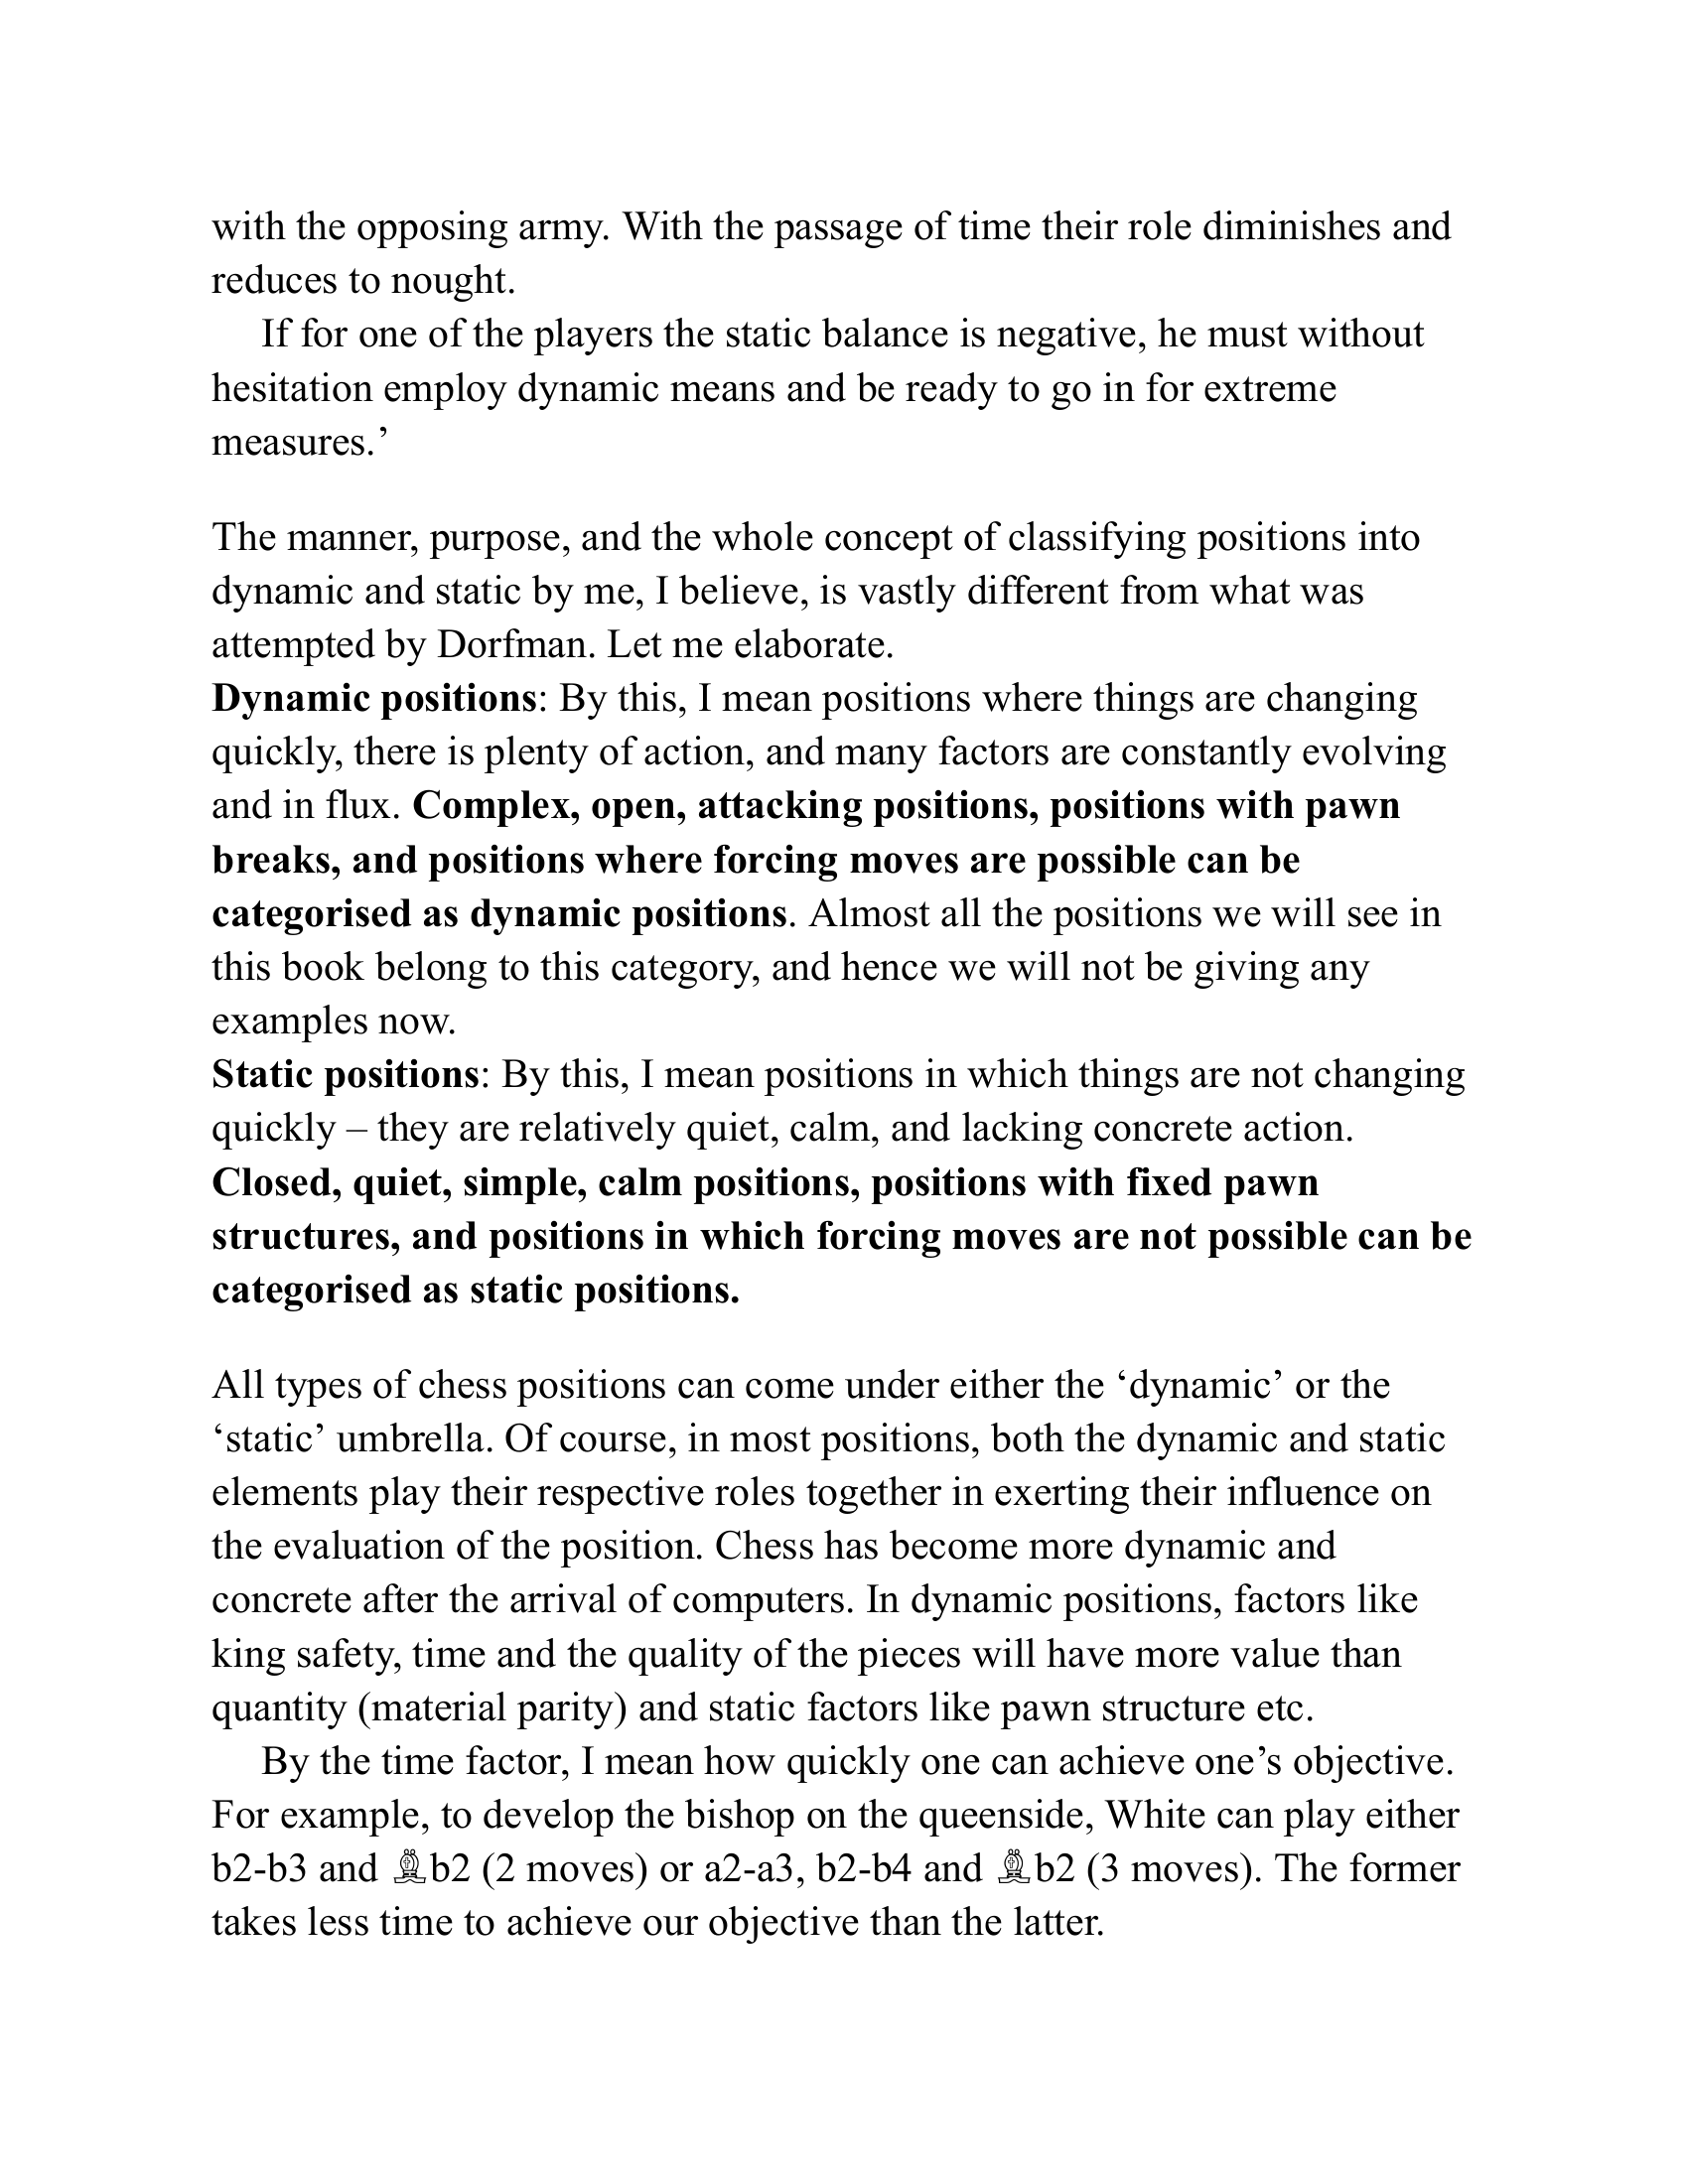 with the opposing army. With the passage of time their role diminishes and
reduces to nought.
If for one of the players the static balance is negative, he must without
hesitation employ dynamic means and be ready to go in for extreme
measures.’
The manner, purpose, and the whole concept of classifying positions into
dynamic and static by me, I believe, is vastly different from what was
attempted by Dorfman. Let me elaborate.
Dynamic positions: By this, I mean positions where things are changing
quickly, there is plenty of action, and many factors are constantly evolving
and in flux. Complex, open, attacking positions, positions with pawn
breaks, and positions where forcing moves are possible can be
categorised as dynamic positions. Almost all the positions we will see in
this book belong to this category, and hence we will not be giving any
examples now.
Static positions: By this, I mean positions in which things are not changing
quickly – they are relatively quiet, calm, and lacking concrete action.
Closed, quiet, simple, calm positions, positions with fixed pawn
structures, and positions in which forcing moves are not possible can be
categorised as static positions.
All types of chess positions can come under either the ‘dynamic’ or the
‘static’ umbrella. Of course, in most positions, both the dynamic and static
elements play their respective roles together in exerting their influence on
the evaluation of the position. Chess has become more dynamic and
concrete after the arrival of computers. In dynamic positions, factors like
king safety, time and the quality of the pieces will have more value than
quantity (material parity) and static factors like pawn structure etc.
By the time factor, I mean how quickly one can achieve one’s objective.
For example, to develop the bishop on the queenside, White can play either
b2-b3 and ♗b2 (2 moves) or a2-a3, b2-b4 and ♗b2 (3 moves). The former
takes less time to achieve our objective than the latter.